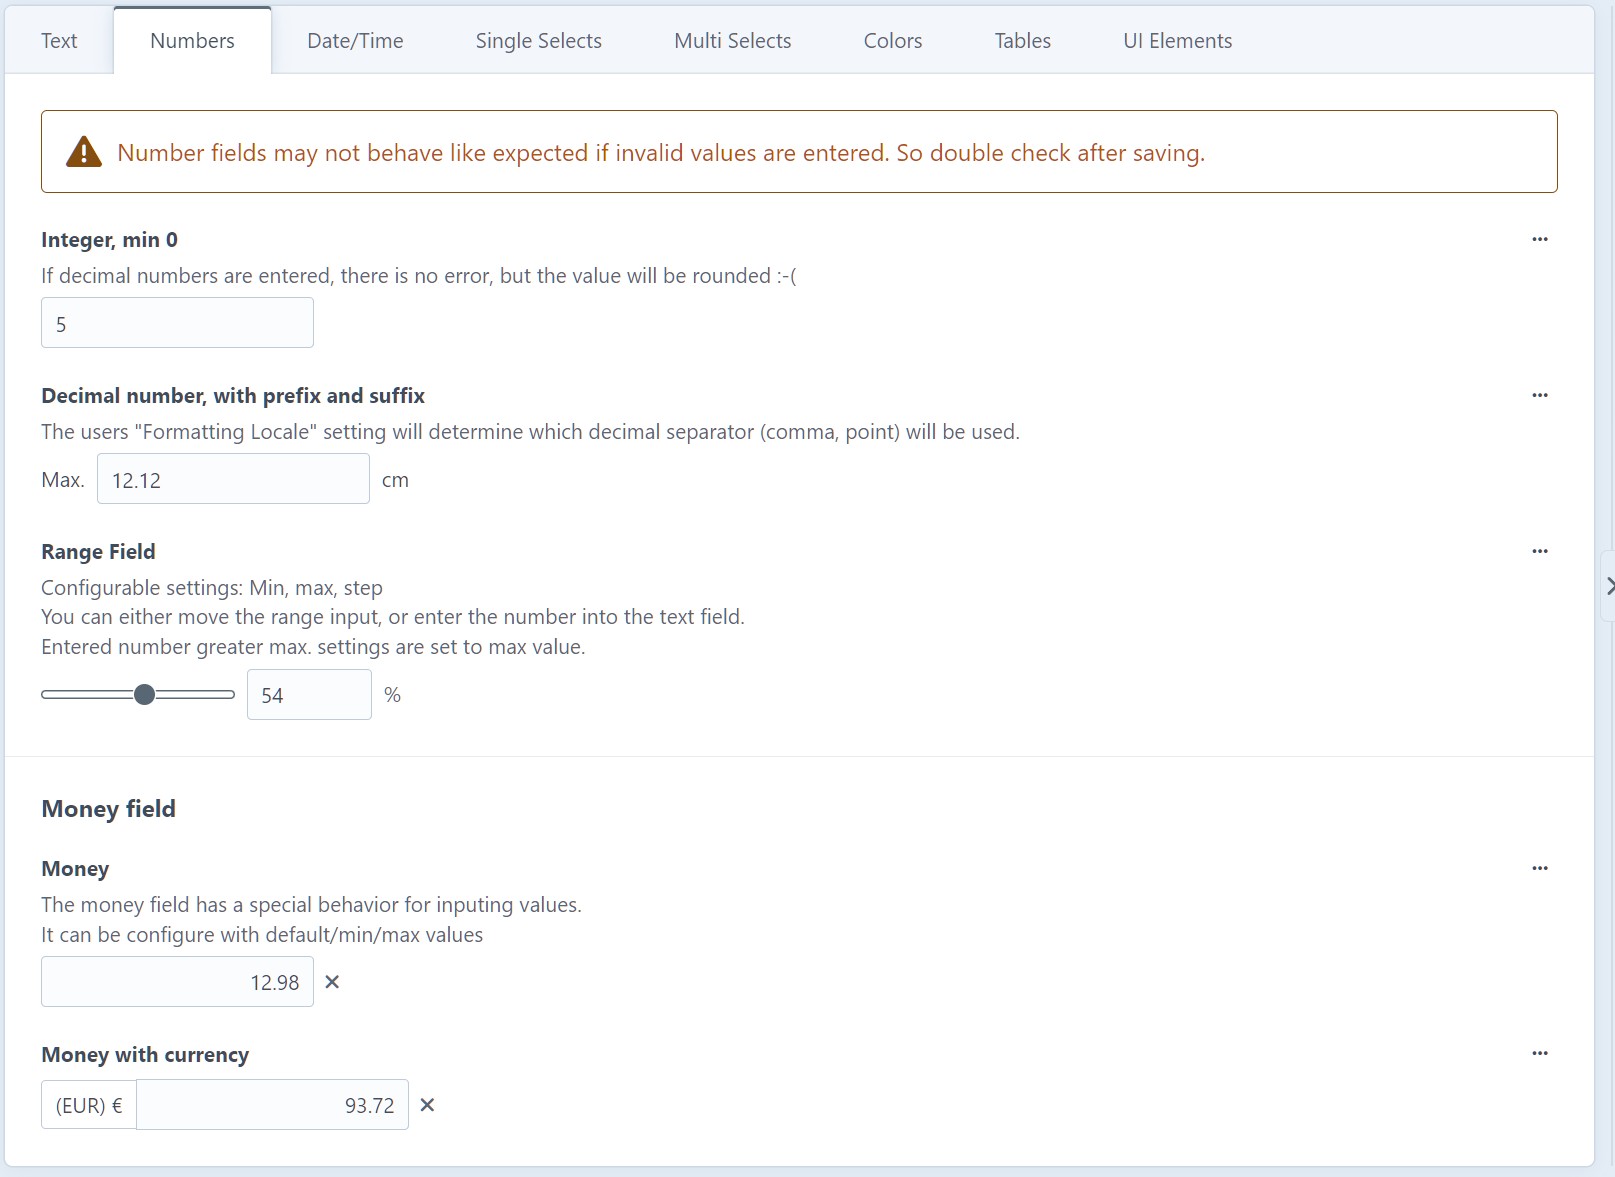 Text Numbers Date/Time Single Selects Multi Selects Colors Tables UI Elements
Number fields may not behave like expected if invalid values are entered. So double check after saving.
Integer, min 0
If decimal numbers are entered, there is no error, but the value will be rounded :-(
5
Decimal number, with prefix and suffix
The users "Formatting Locale" setting will determine which decimal separator (comma, point) will be used.
Max. 12.12 cm
Range Field
Configurable settings: Min, max, step
You can either move the range input, or enter the number into the text field.
Entered number greater max. settings are set to max value.
54 %
Money field
Money
The money field has a special behavior for inputing values.
It can be configure with default/min/max values
12.98
Money with currency
(EUR) € 93.72